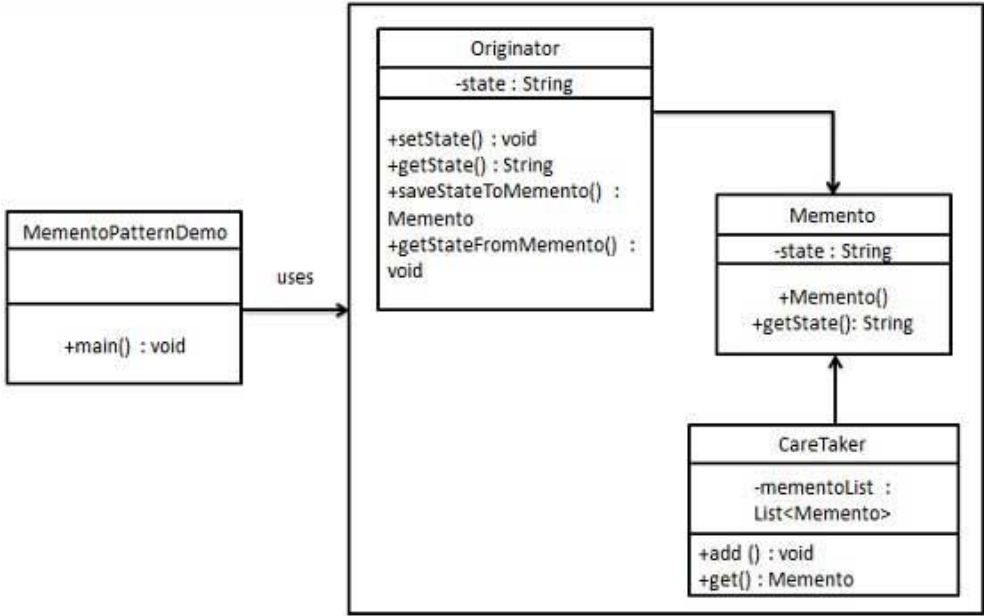 MementoPatternDemo
+main() : void
uses
Originator
-state : String
+setState() : void
+getState() : String
+saveStateToMemento() :
Memento
+getStateFromMemento() :
void
Memento
-state : String
+Memento()
+getState(): String
CareTaker
-mementoList :
List<Memento>
+add () : void
+get() : Memento